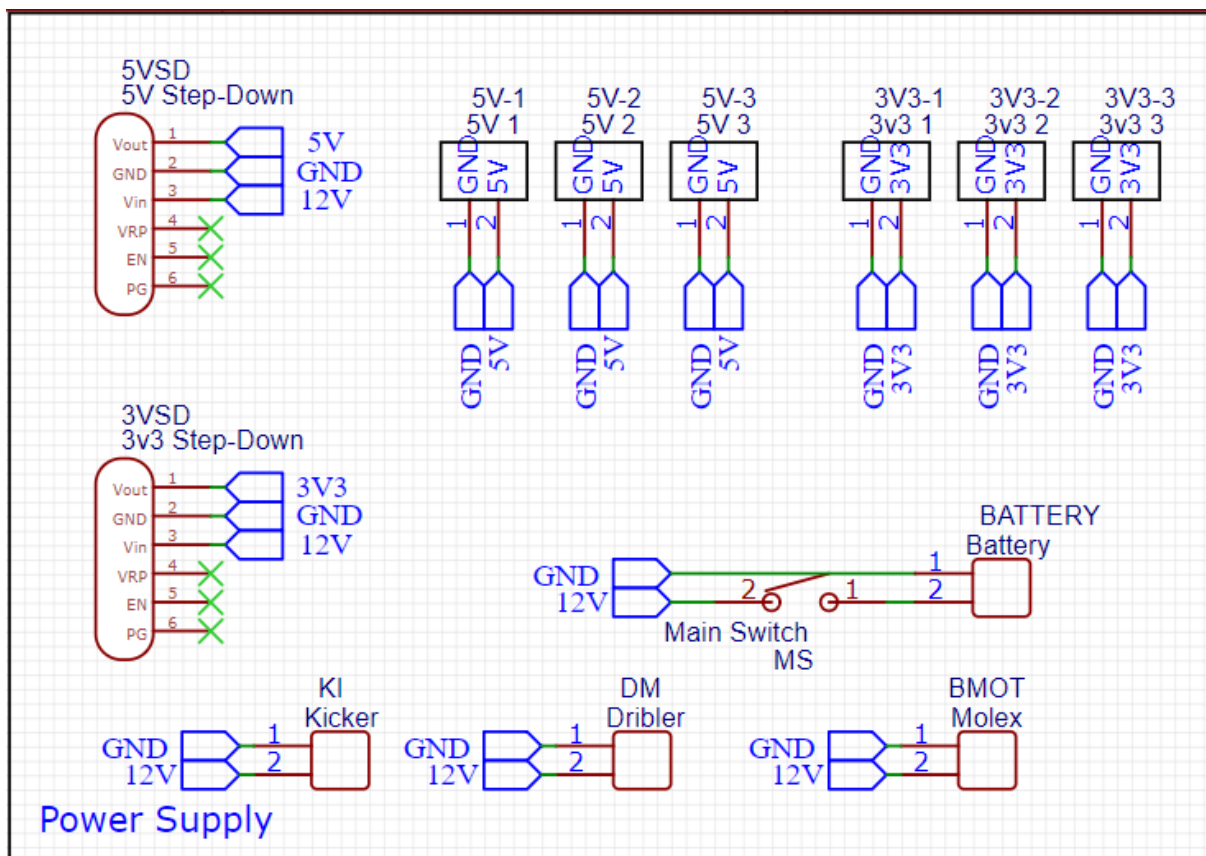 5VSD
5V Step-Down
Vout 1 5V
GND 2 GND
Vin 3 12V
VRP 4
EN 5
PG 6
5V-1
5V 1
GND 5V
1 2
GND 5V
5V-2
5V 2
GND 5V
1 2
GND 5V
5V-3
5V 3
GND 5V
1 2
GND 5V
3V3-1
3v3 1
GND 3V3
1 2
GND 3V3
3V3-2
3v3 2
GND 3V3
1 2
GND 3V3
3V3-3
3v3 3
GND 3V3
1 2
GND 3V3
3VSD
3v3 Step-Down
Vout 1 3V3
GND 2 GND
Vin 3 12V
VRP 4
EN 5
PG 6
BATTERY
Battery
GND 1
12V 2 1 2
Main Switch
MS
KI
Kicker
GND 1
12V 2
DM
Dribler
GND 1
12V 2
BMOT
Molex
GND 1
12V 2
Power Supply